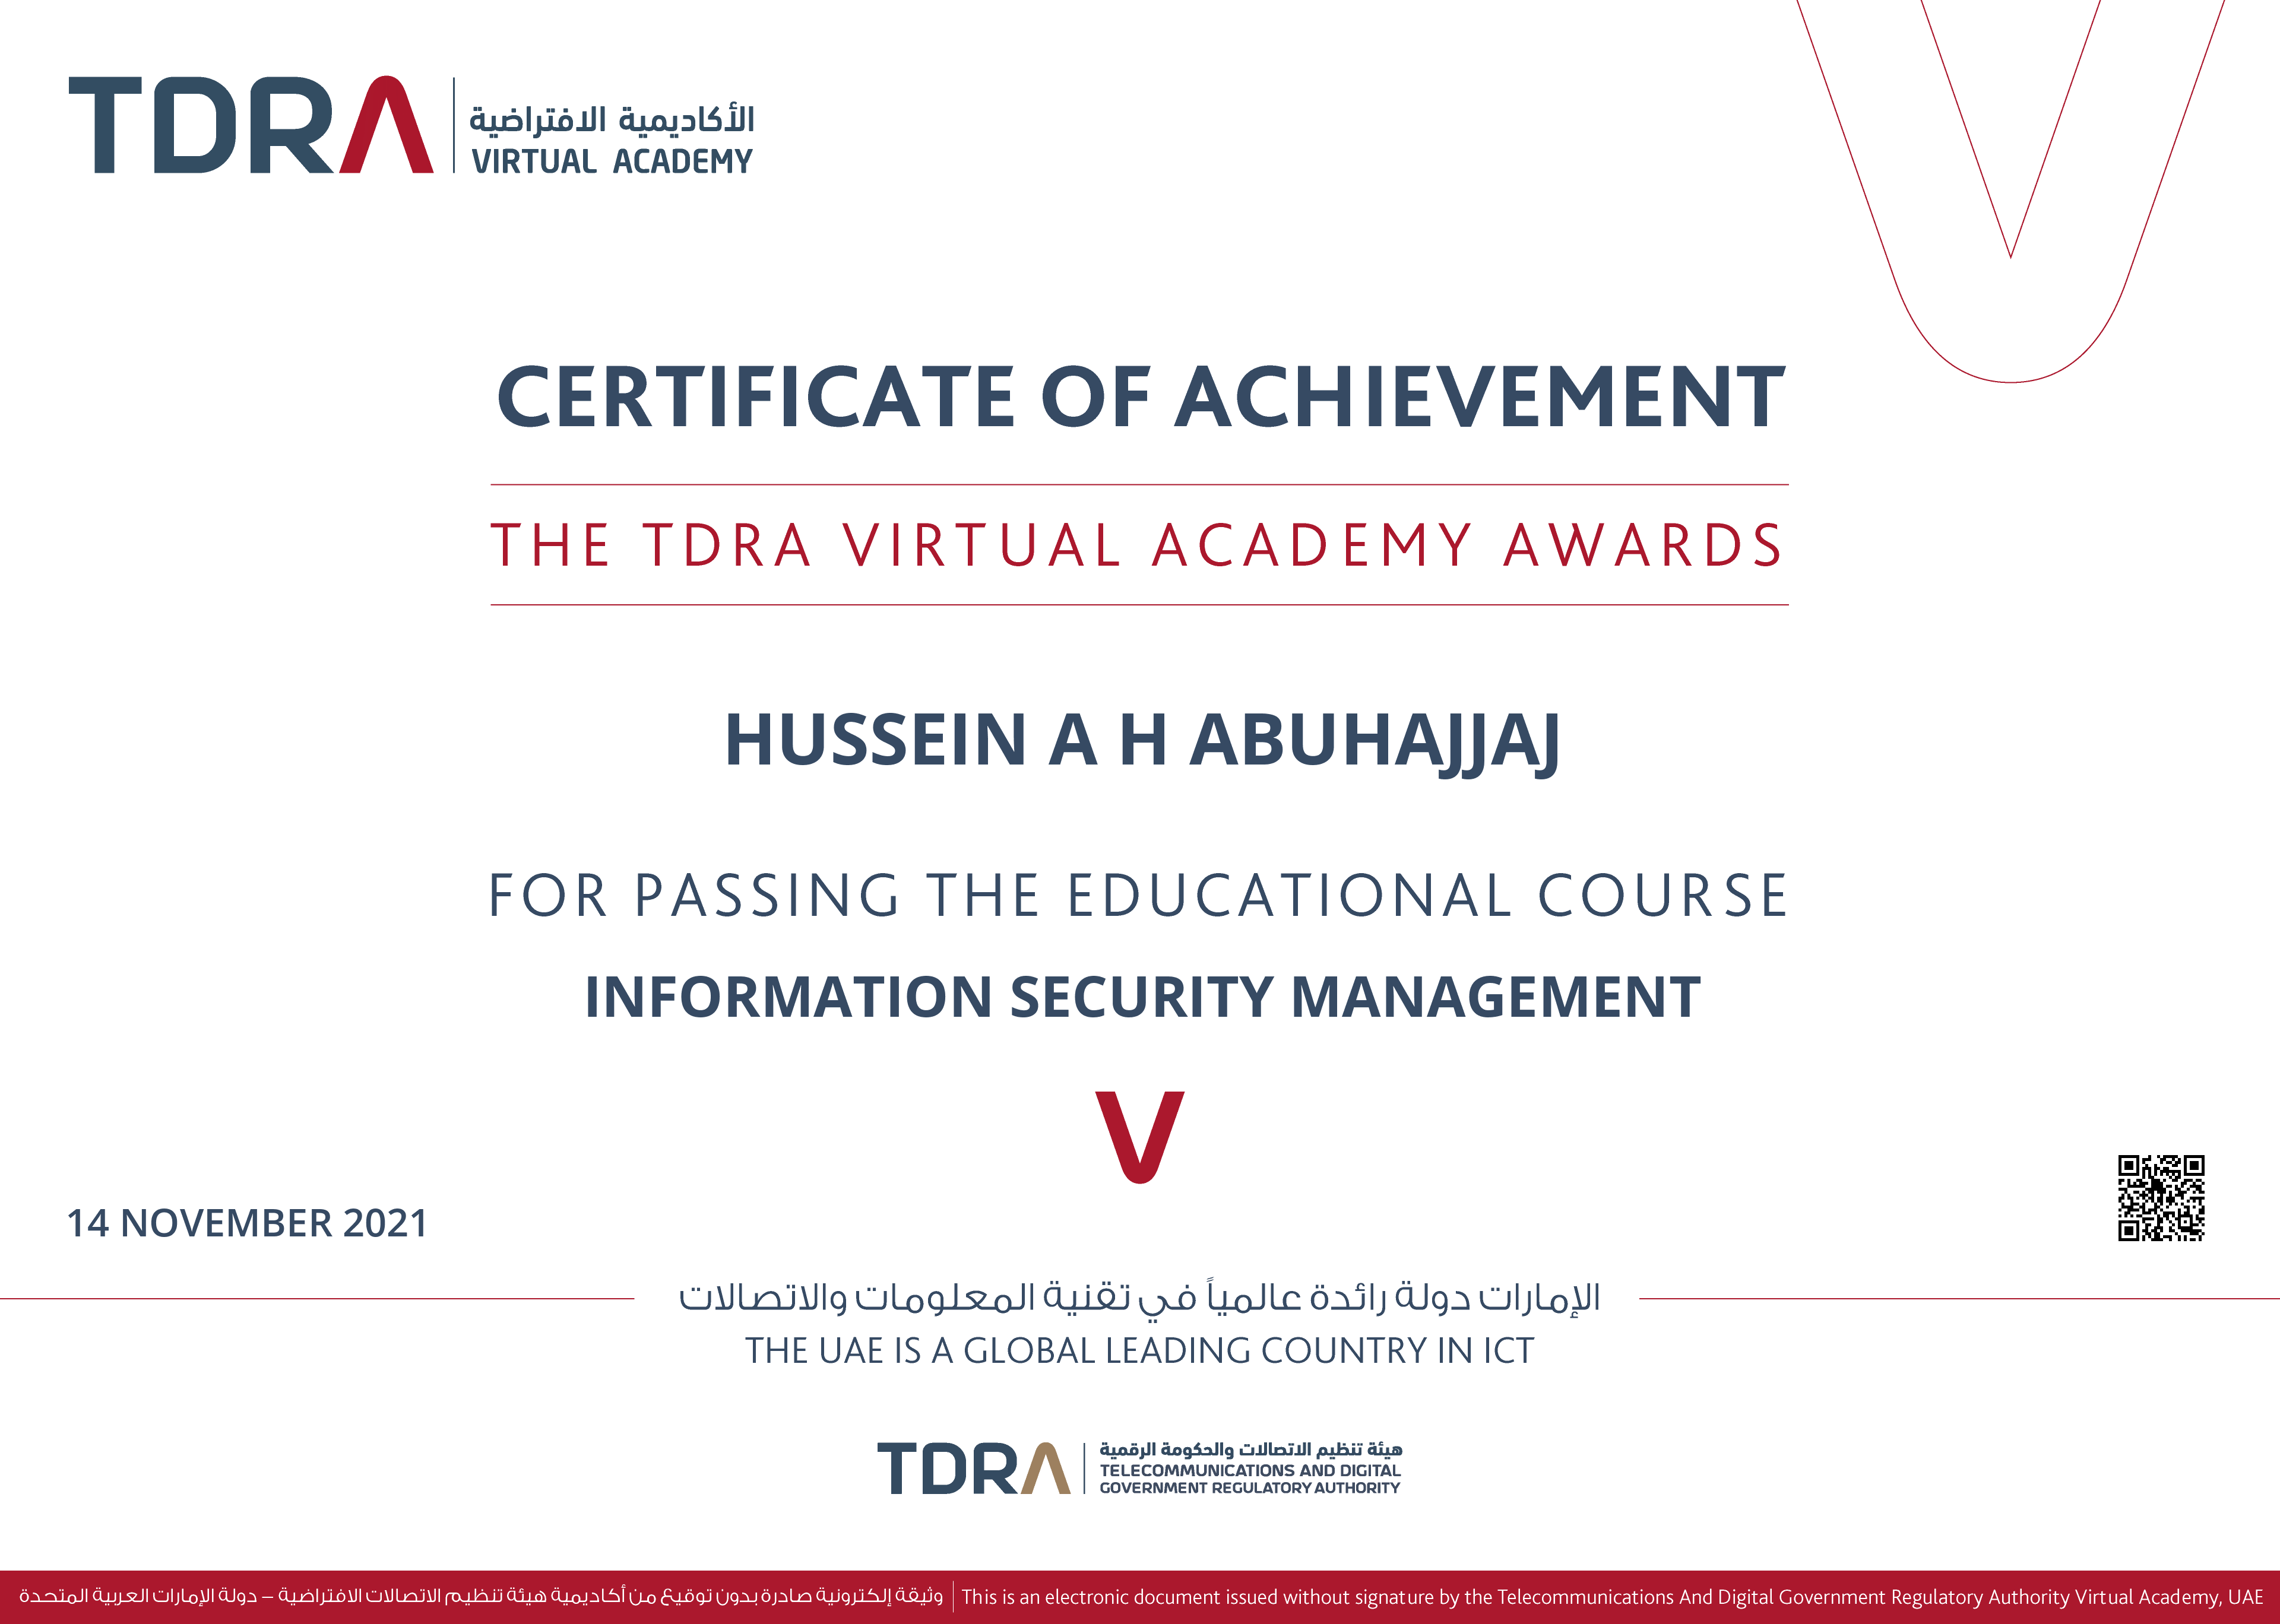 TDRA
الأكاديمية الافتراضية
VIRTUAL ACADEMY
CERTIFICATE OF ACHIEVEMENT
THE TDRA VIRTUAL ACADEMY AWARDS
HUSSEIN A H ABUHAJJAJ
FOR PASSING THE EDUCATIONAL COURSE
INFORMATION SECURITY MANAGEMENT
V
14 NOVEMBER 2021
الإمارات دولة رائدة عالمياً في تقنية المعلومات والاتصالات
THE UAE IS A GLOBAL LEADING COUNTRY IN ICT
TDRA
هيئة تنظيم الاتصالات والحكومة الرقمية
TELECOMMUNICATIONS AND DIGITAL
GOVERNMENT REGULATORY AUTHORITY
وثيقة إلكترونية صادرة بدون توقيع من أكاديمية هيئة تنظيم الاتصالات الافتراضية – دولة الإمارات العربية المتحدة
This is an electronic document issued without signature by the Telecommunications And Digital Government Regulatory Authority Virtual Academy, UAE